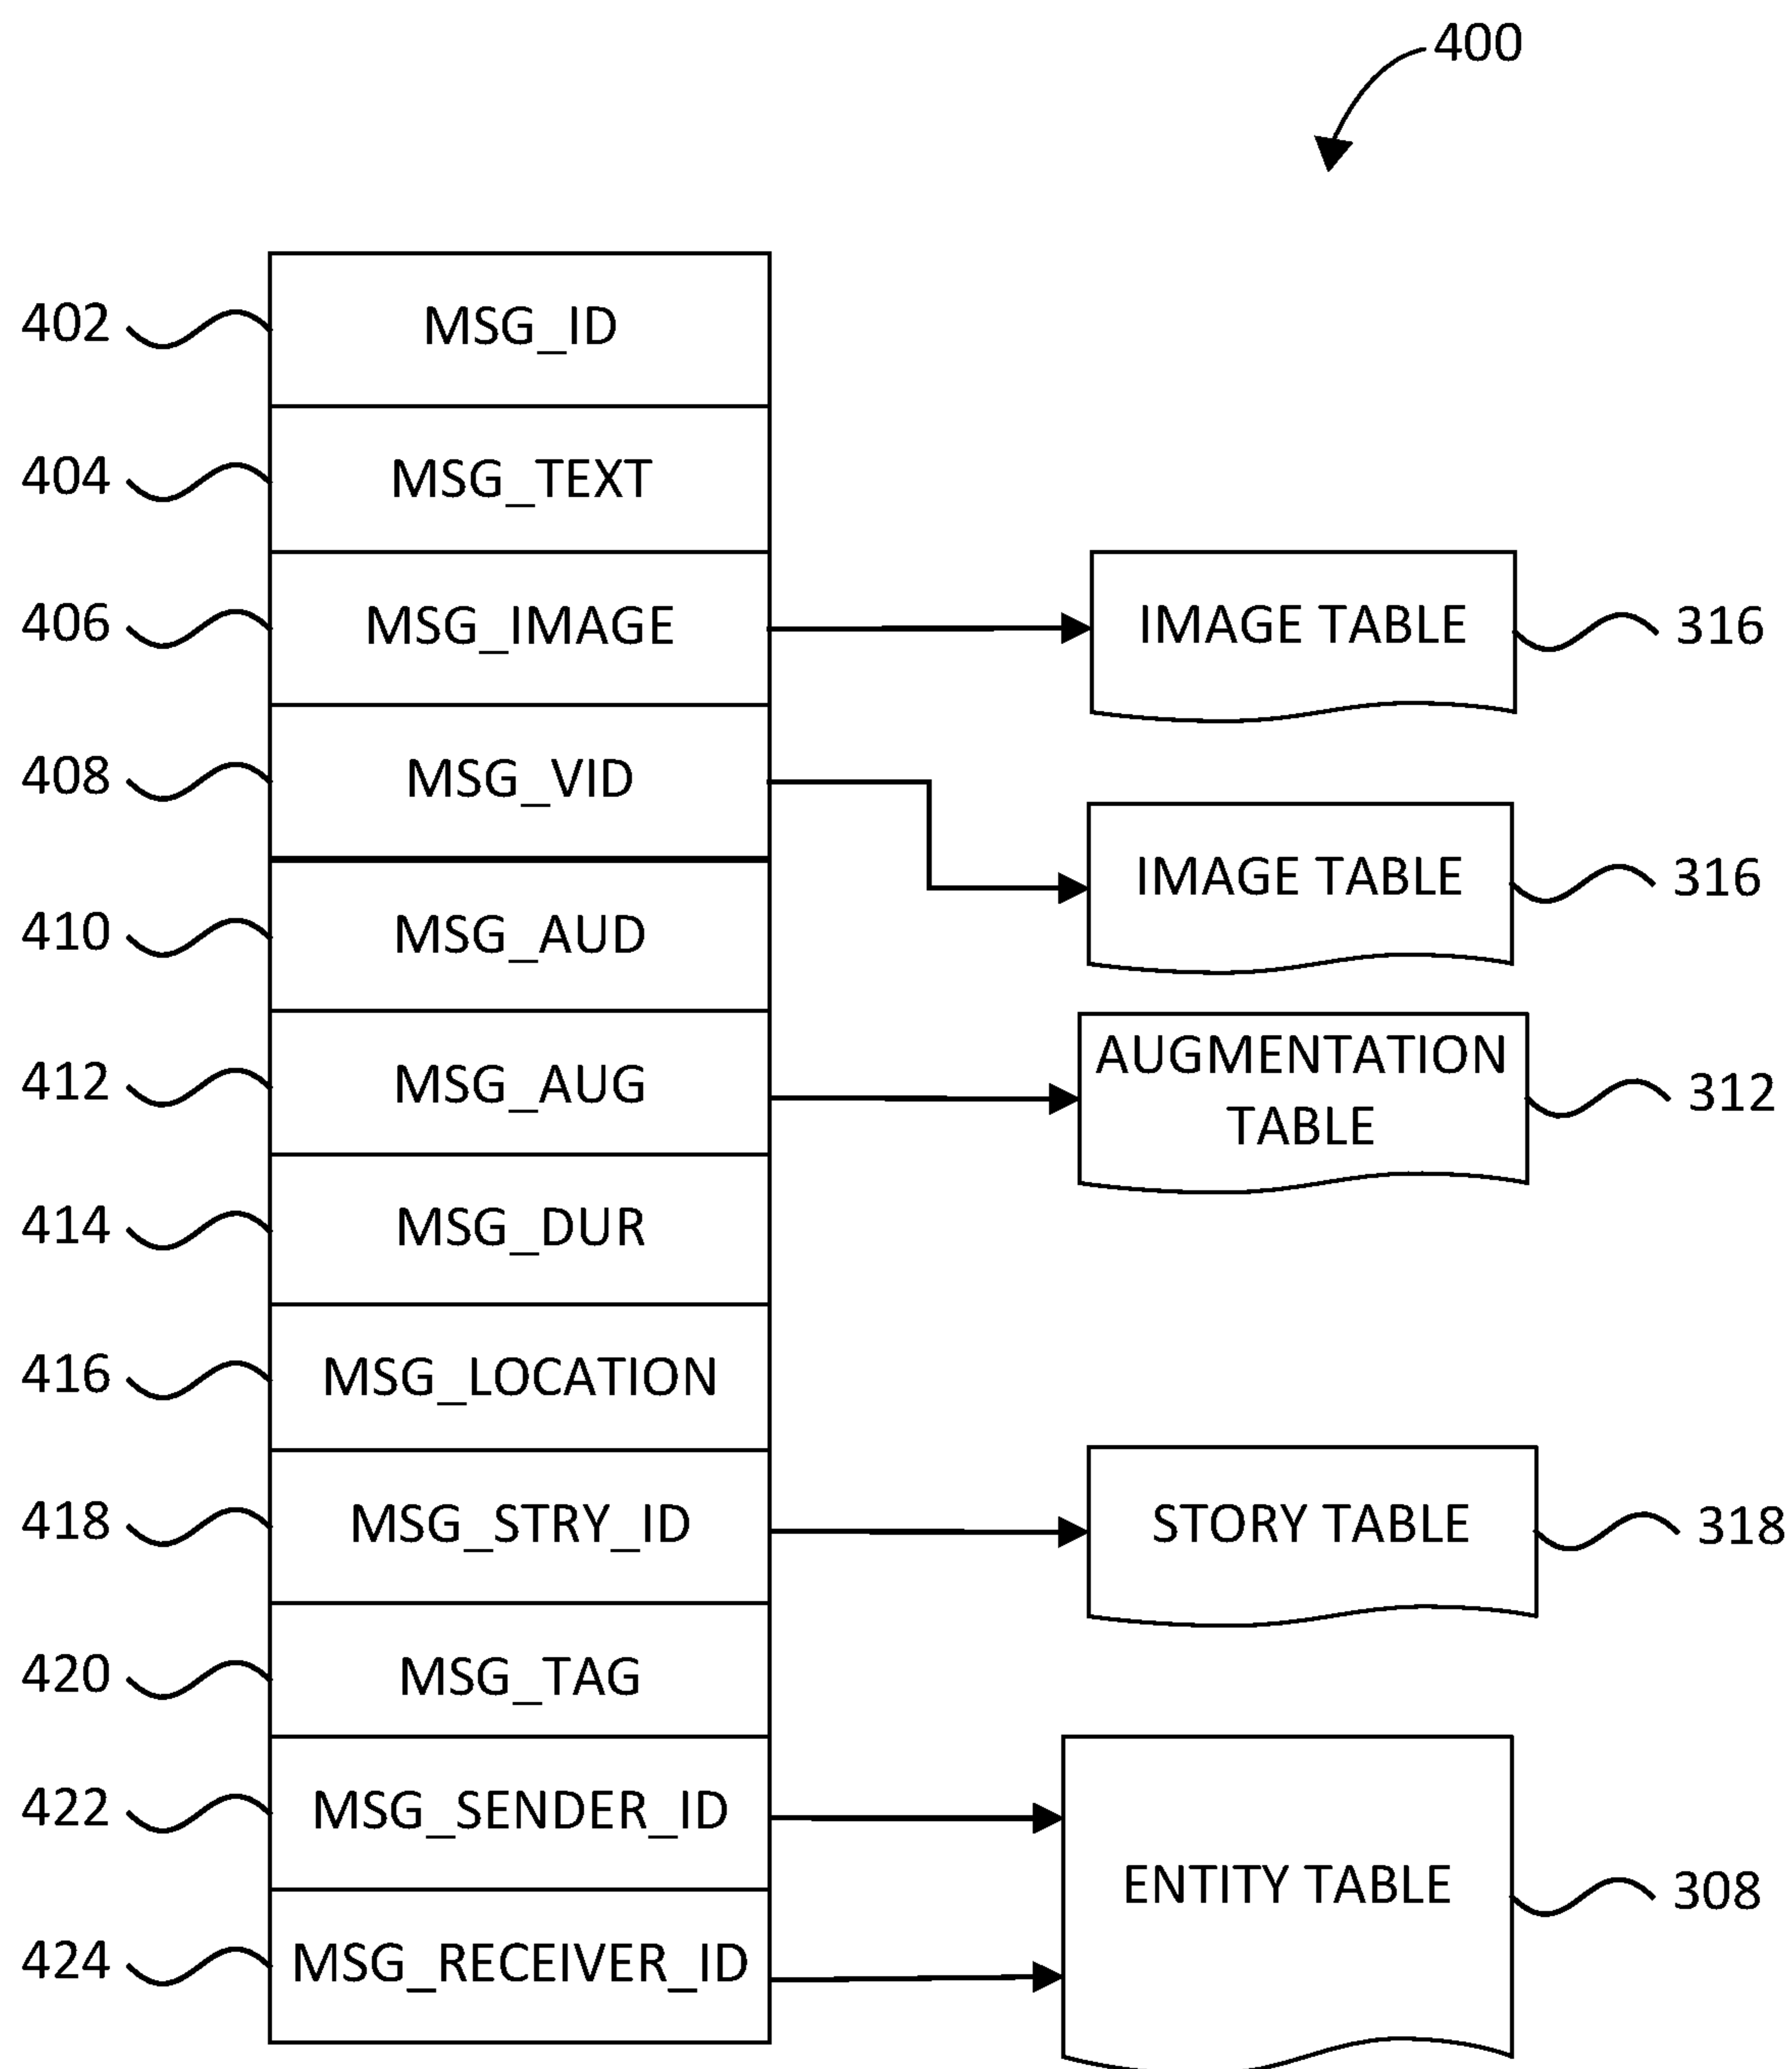 400
402 MSG_ID
404 MSG_TEXT
406 MSG_IMAGE IMAGE TABLE 316
408 MSG_VID
IMAGE TABLE 316
410 MSG_AUD
412 MSG_AUG AUGMENTATION TABLE 312
414 MSG_DUR
416 MSG_LOCATION
418 MSG_STRY_ID STORY TABLE 318
420 MSG_TAG
422 MSG_SENDER_ID
ENTITY TABLE 308
424 MSG_RECEIVER_ID